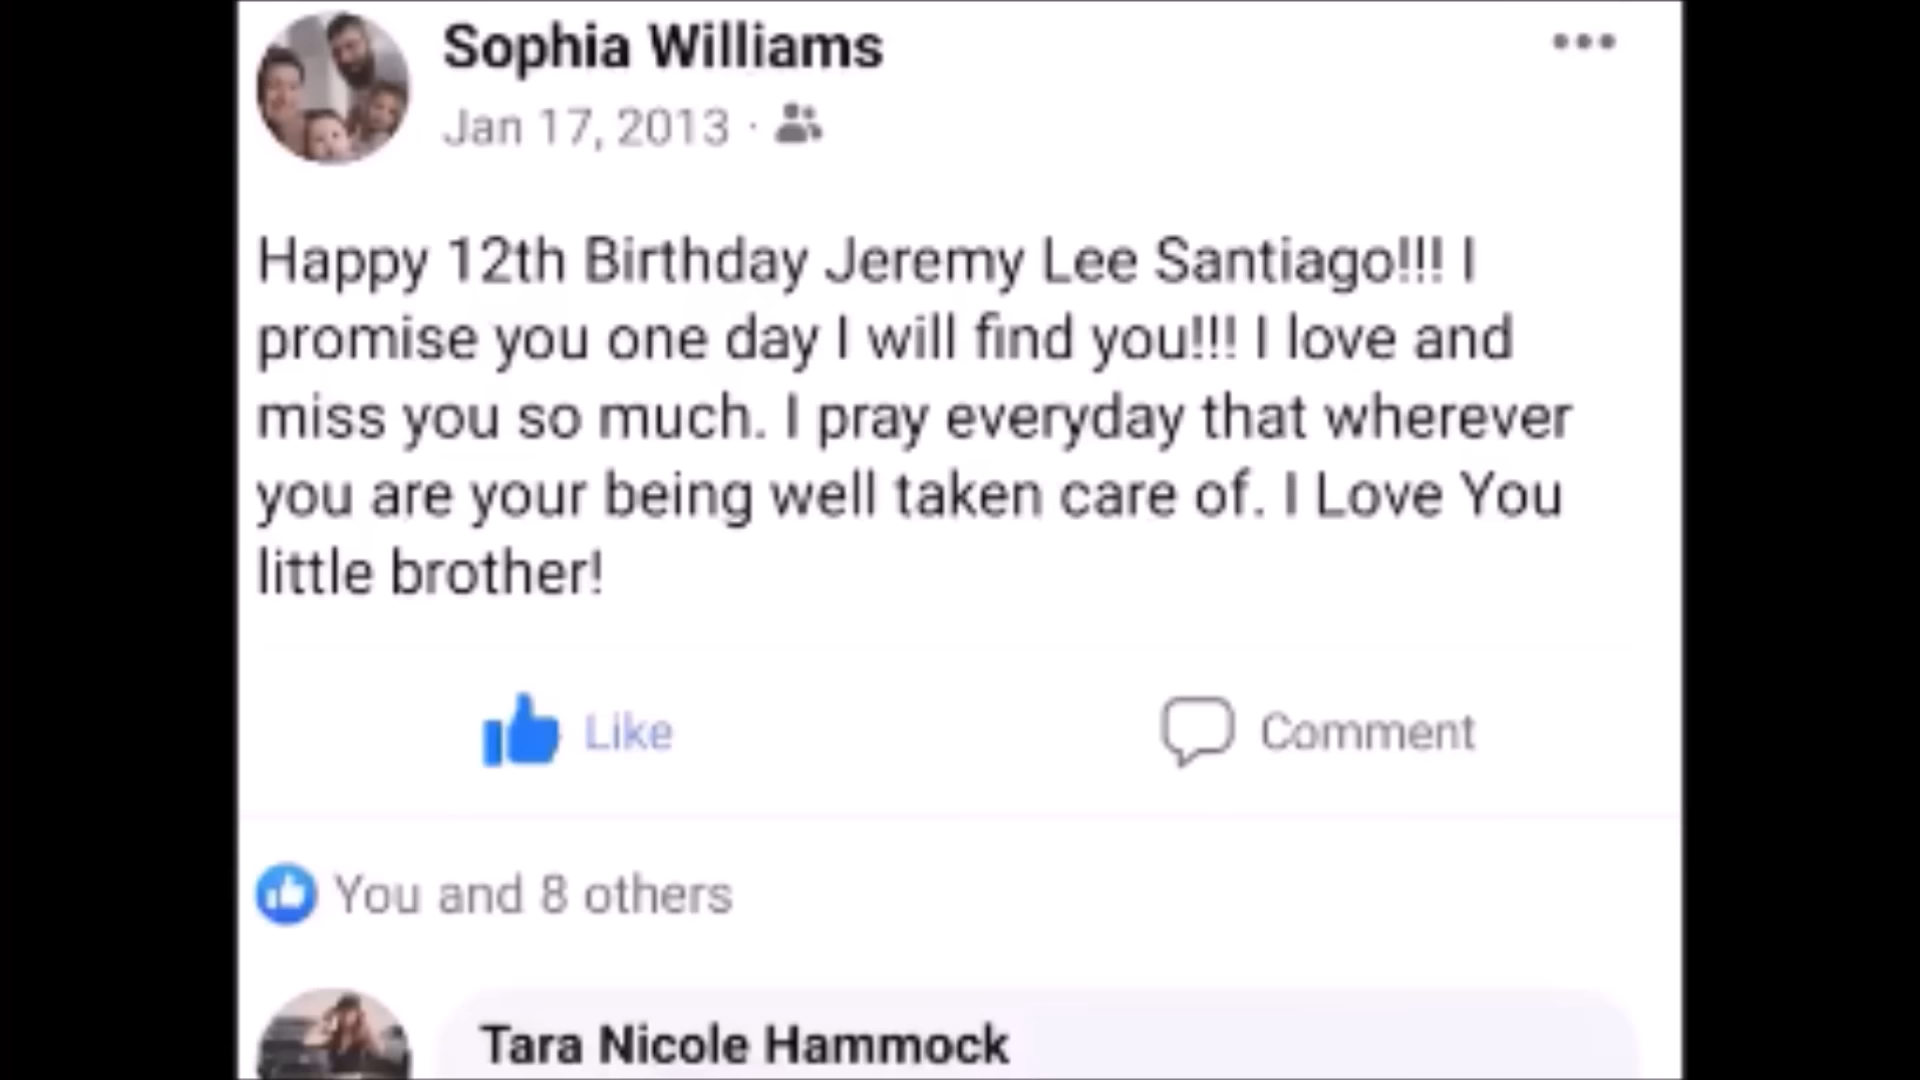 Sophia Williams
Jan 17, 2013 ·
Happy 12th Birthday Jeremy Lee Santiago!!! I
promise you one day I will find you!!! I love and
miss you so much. I pray everyday that wherever
you are your being well taken care of. I Love You
little brother!
Like
Comment
You and 8 others
Tara Nicole Hammock